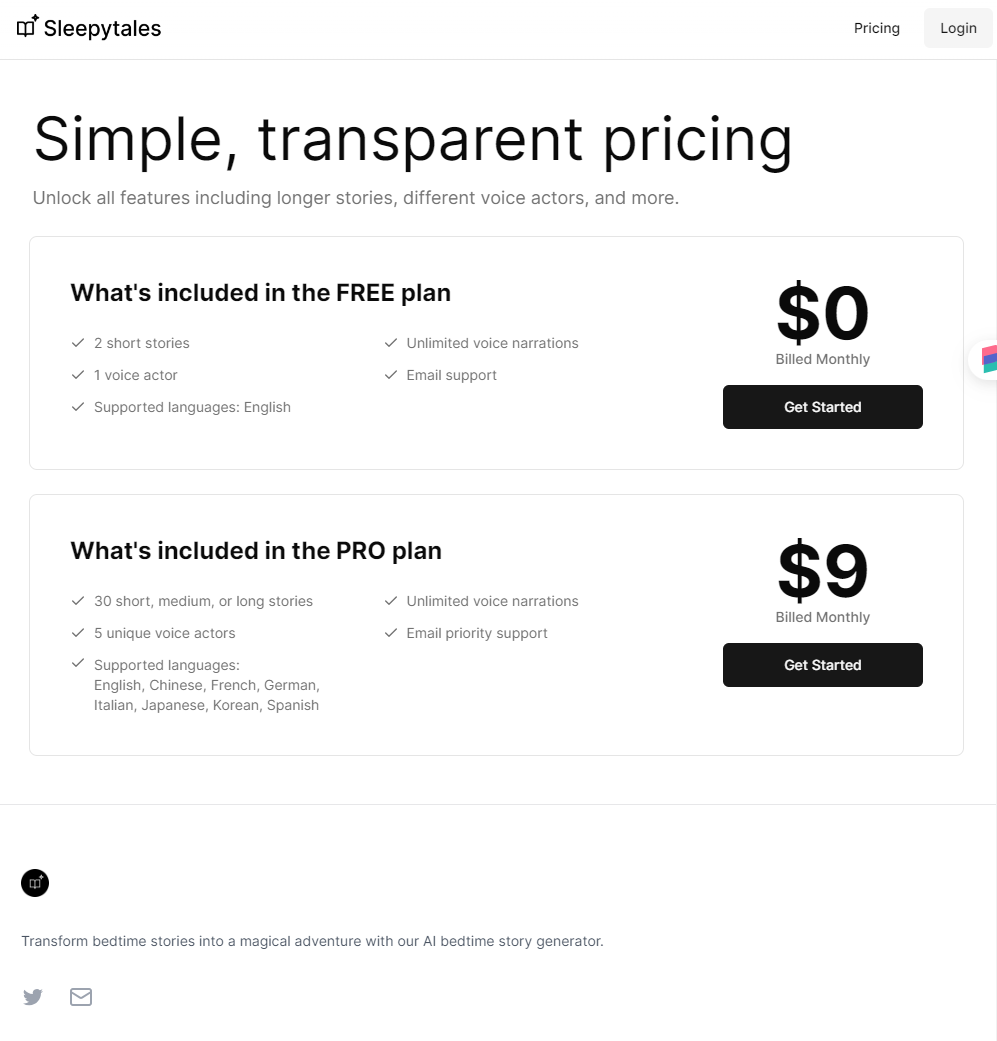 Sleepytales
Pricing
Login
Simple, transparent pricing
Unlock all features including longer stories, different voice actors, and more.
What's included in the FREE plan
2 short stories
Unlimited voice narrations
1 voice actor
Email support
Supported languages: English
$0
Billed Monthly
Get Started
What's included in the PRO plan
30 short, medium, or long stories
Unlimited voice narrations
5 unique voice actors
Email priority support
Supported languages:
English, Chinese, French, German,
Italian, Japanese, Korean, Spanish
$9
Billed Monthly
Get Started
Transform bedtime stories into a magical adventure with our AI bedtime story generator.